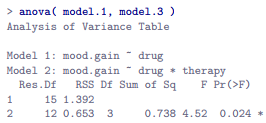 > anova( model.1, model.3 )
Analysis of Variance Table
Model 1: mood.gain ~ drug
Model 2: mood.gain ~ drug * therapy
Res.Df RSS Df Sum of Sq F Pr(>F)
1 15 1.392
2 12 0.653 3 0.738 4.52 0.024 *